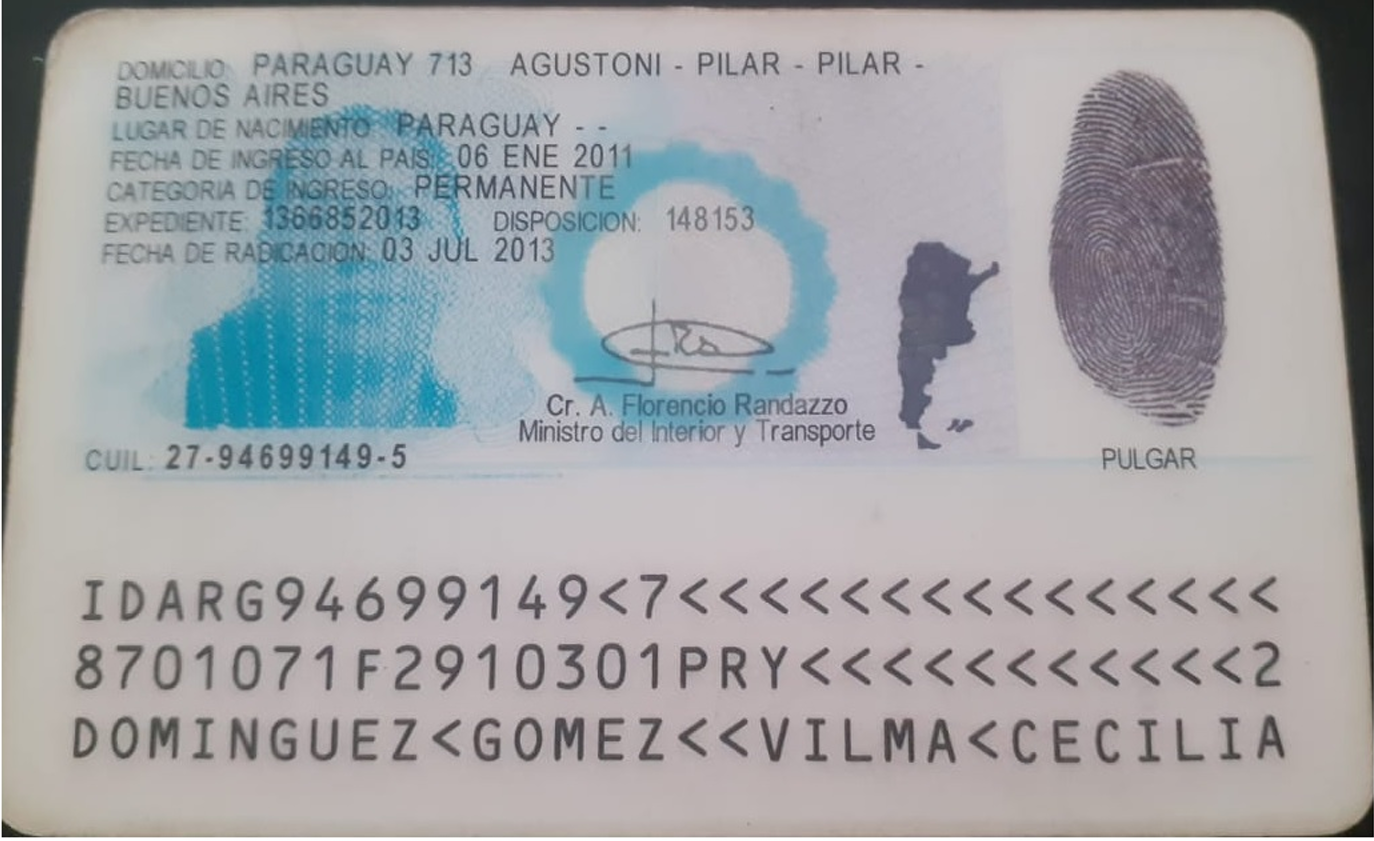 DOMICILIO: PARAGUAY 713 AGUSTONI - PILAR - PILAR -
BUENOS AIRES
LUGAR DE NACIMIENTO: PARAGUAY - -
FECHA DE INGRESO AL PAIS: 06 ENE 2011
CATEGORIA DE INGRESO: PERMANENTE
EXPEDIENTE: 1366852013 DISPOSICION: 148153
FECHA DE RADICACION: 03 JUL 2013
Cr. A. Florencio Randazzo
Ministro del Interior y Transporte
CUIL: 27-94699149-5
PULGAR
IDARG94699149<7<<<<<<<<<<<<<<<
8701071F2910301PRY<<<<<<<<<<<2
DOMINGUEZ<GOMEZ<<VILMA<CECILIA